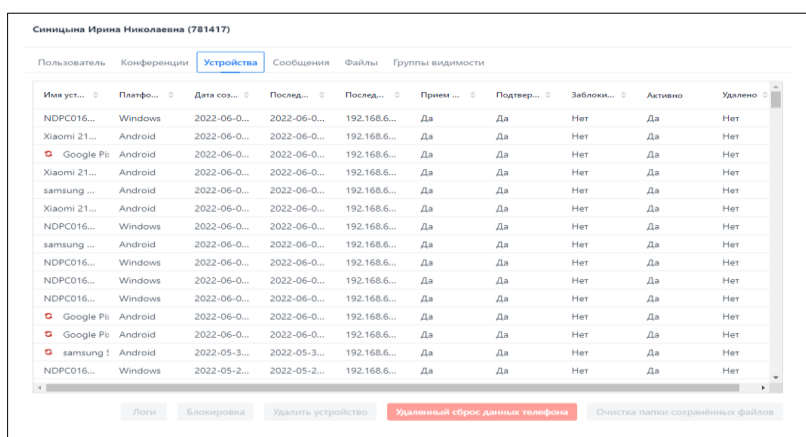 Синицына Ирина Николаевна (781417)
Пользователь Конференции Устройства Сообщения Файлы Группы видимости
Имя уст... Платфо... Дата соз... Послед... Послед... Прием ... Подтвер... Заблоки... Активно Удалено
NDPC016... Windows 2022-06-0... 2022-06-0... 192.168.6... Да Да Нет Да Нет
Xiaomi 21... Android 2022-06-0... 2022-06-0... 192.168.6... Да Да Нет Да Нет
Google Pi Android 2022-06-0... 2022-06-0... 192.168.6... Да Да Нет Да Нет
Xiaomi 21... Android 2022-06-0... 2022-06-0... 192.168.6... Да Да Нет Да Нет
samsung ... Android 2022-06-0... 2022-06-0... 192.168.6... Да Да Нет Да Нет
Xiaomi 21... Android 2022-06-0... 2022-06-0... 192.168.6... Да Да Нет Да Нет
NDPC016... Windows 2022-06-0... 2022-06-0... 192.168.6... Да Да Нет Да Нет
samsung ... Android 2022-06-0... 2022-06-0... 192.168.6... Да Да Нет Да Нет
NDPC016... Windows 2022-06-0... 2022-06-0... 192.168.6... Да Да Нет Да Нет
NDPC016... Windows 2022-06-0... 2022-06-0... 192.168.6... Да Да Нет Да Нет
NDPC016... Windows 2022-06-0... 2022-06-0... 192.168.6... Да Да Нет Да Нет
Google Pi Android 2022-06-0... 2022-06-0... 192.168.6... Да Да Нет Да Нет
Google Pi Android 2022-06-0... 2022-06-0... 192.168.6... Да Да Нет Да Нет
samsung Android 2022-05-3... 2022-05-3... 192.168.6... Да Да Нет Да Нет
NDPC016... Windows 2022-05-2... 2022-05-2... 192.168.6... Да Да Нет Да Нет
Логи Блокировка Удалить устройство Удаленный сброс данных телефона Очистка папки сохранённых файлов